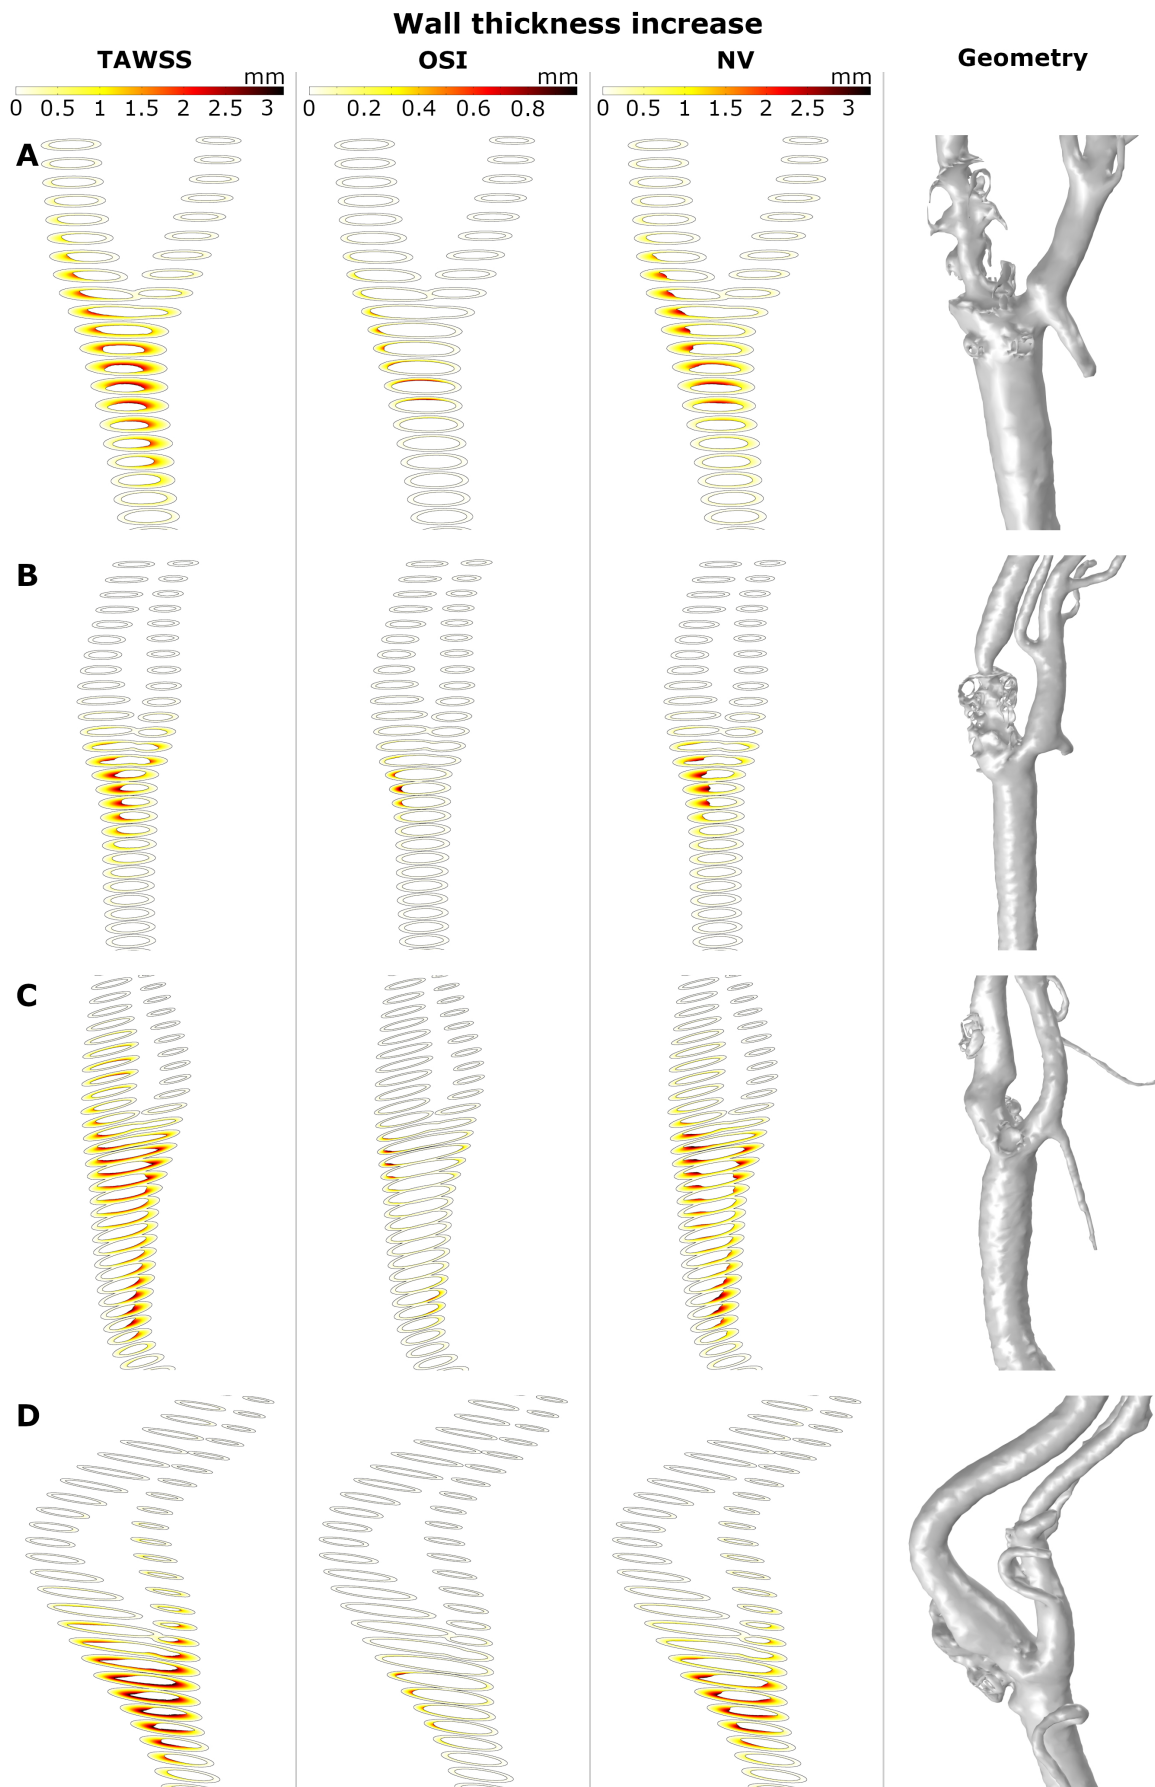 Wall thickness increase
TAWSS OSI NV Geometry
mm mm mm
0 0.5 1 1.5 2 2.5 3 0 0.2 0.4 0.6 0.8 0 0.5 1 1.5 2 2.5 3
A
B
C
D